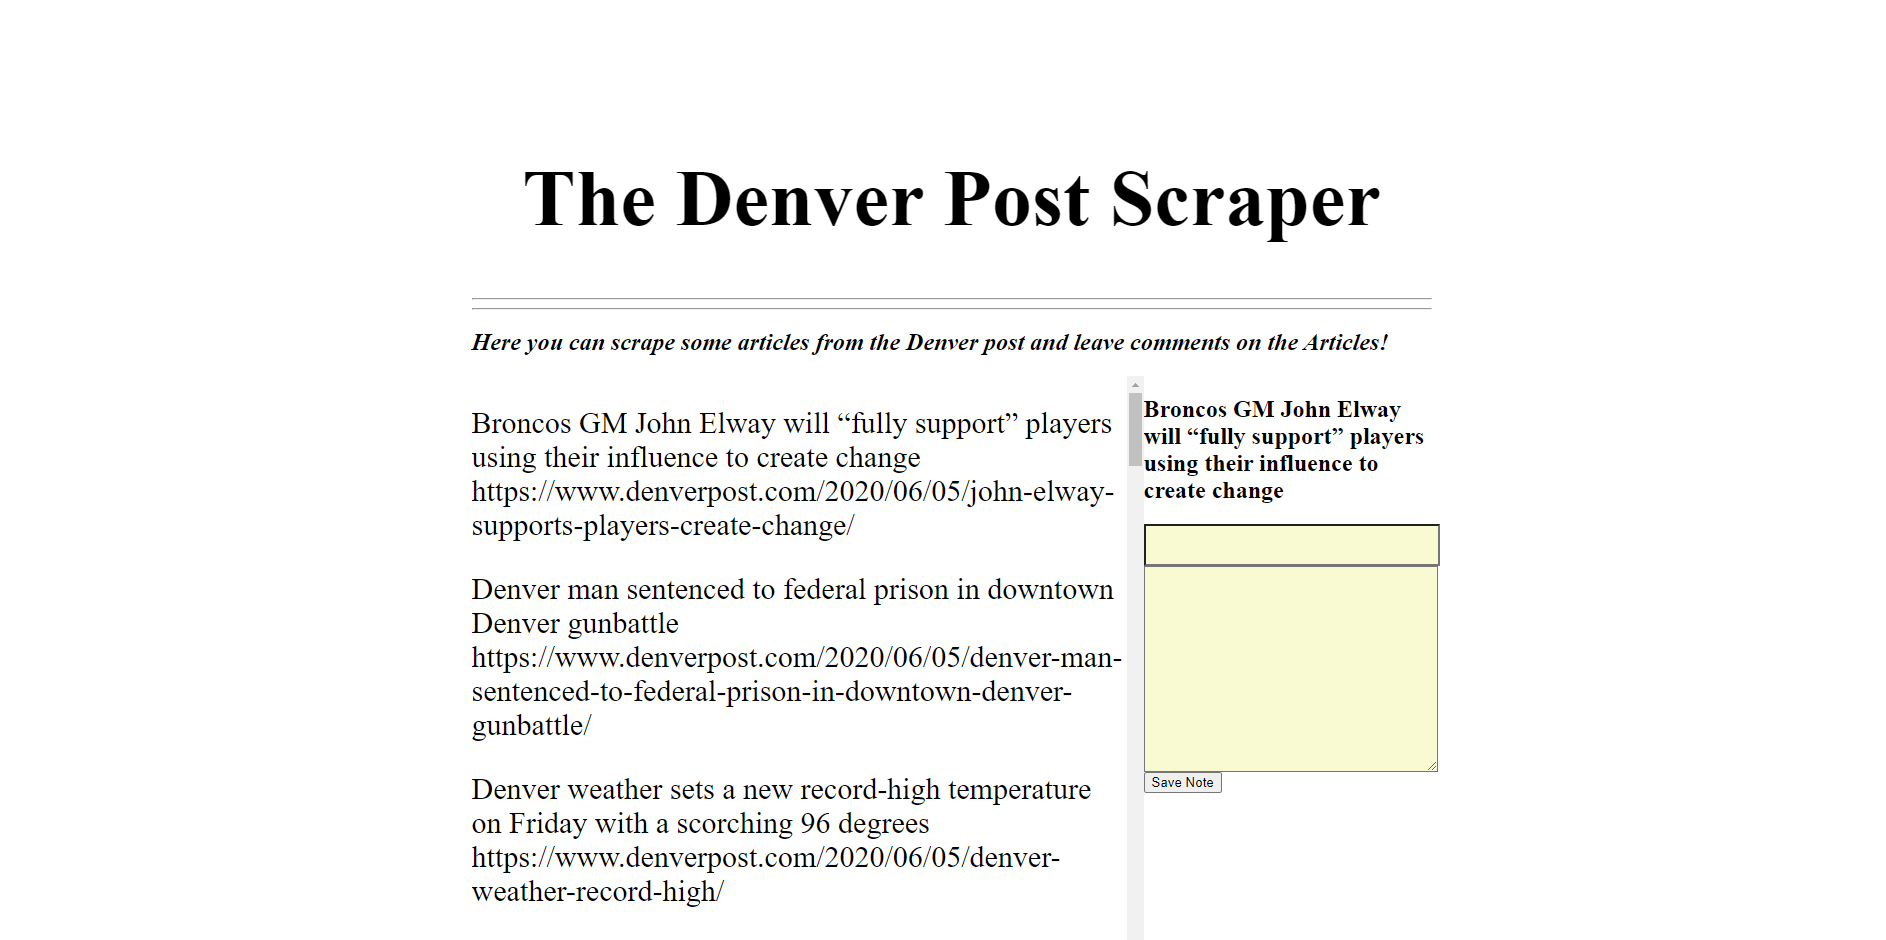 The Denver Post Scraper
Here you can scrape some articles from the Denver post and leave comments on the Articles!
Broncos GM John Elway will “fully support” players
using their influence to create change
https://www.denverpost.com/2020/06/05/john-elway-
supports-players-create-change/
Denver man sentenced to federal prison in downtown
Denver gunbattle
https://www.denverpost.com/2020/06/05/denver-man-
sentenced-to-federal-prison-in-downtown-denver-
gunbattle/
Denver weather sets a new record-high temperature
on Friday with a scorching 96 degrees
https://www.denverpost.com/2020/06/05/denver-
weather-record-high/
Broncos GM John Elway
will “fully support” players
using their influence to
create change
Save Note